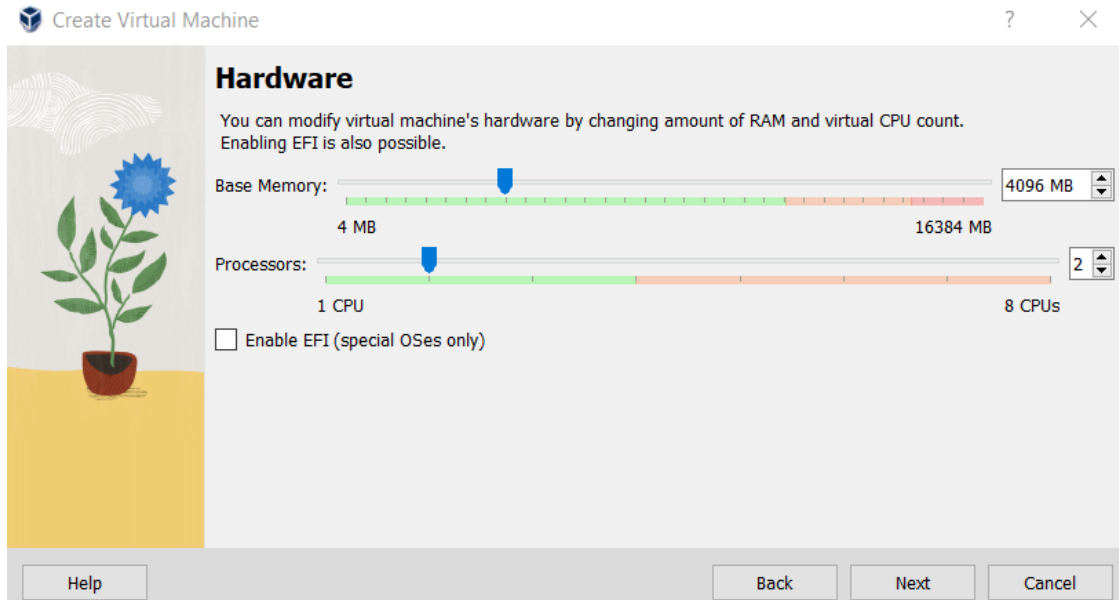 Create Virtual Machine
?
Hardware
You can modify virtual machine's hardware by changing amount of RAM and virtual CPU count.
Enabling EFI is also possible.
Base Memory:
4096 MB
4 MB
16384 MB
Processors:
2
1 CPU
8 CPUs
Enable EFI (special OSes only)
Help
Back
Next
Cancel